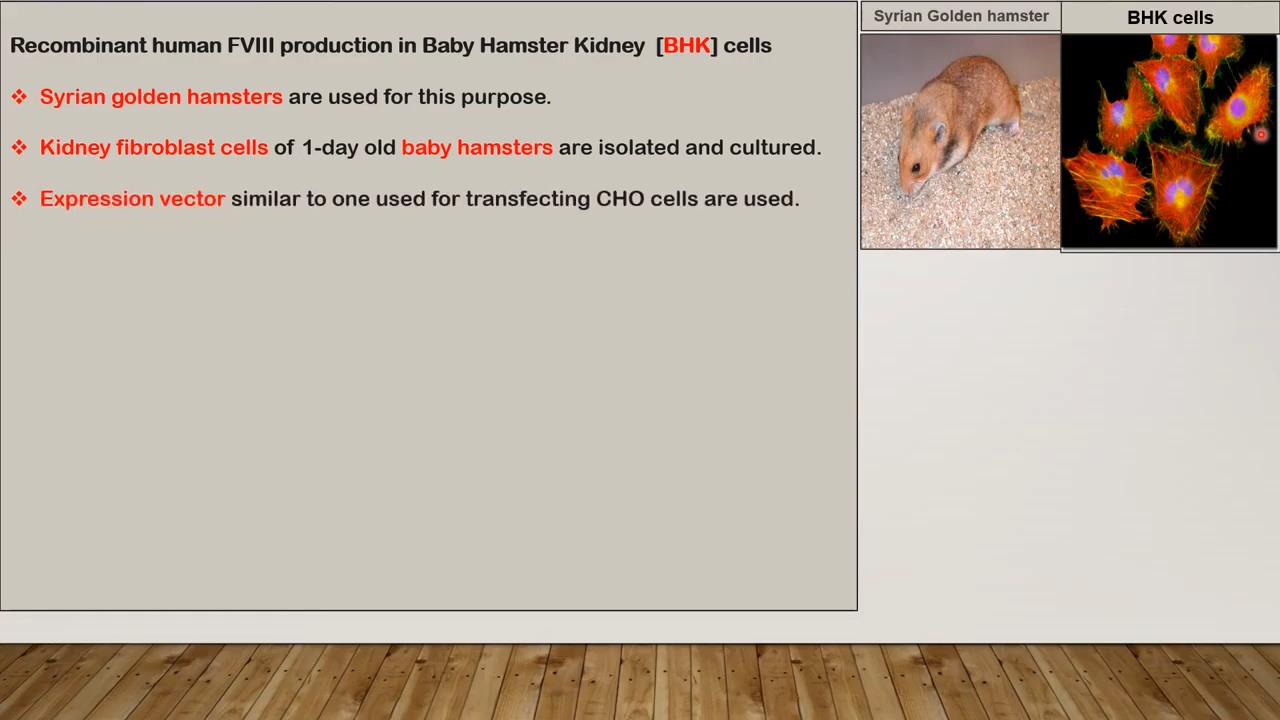 Recombinant human FVIII production in Baby Hamster Kidney [BHK] cells
❖ Syrian golden hamsters are used for this purpose.
❖ Kidney fibroblast cells of 1-day old baby hamsters are isolated and cultured.
❖ Expression vector similar to one used for transfecting CHO cells are used.
Syrian Golden hamster
BHK cells